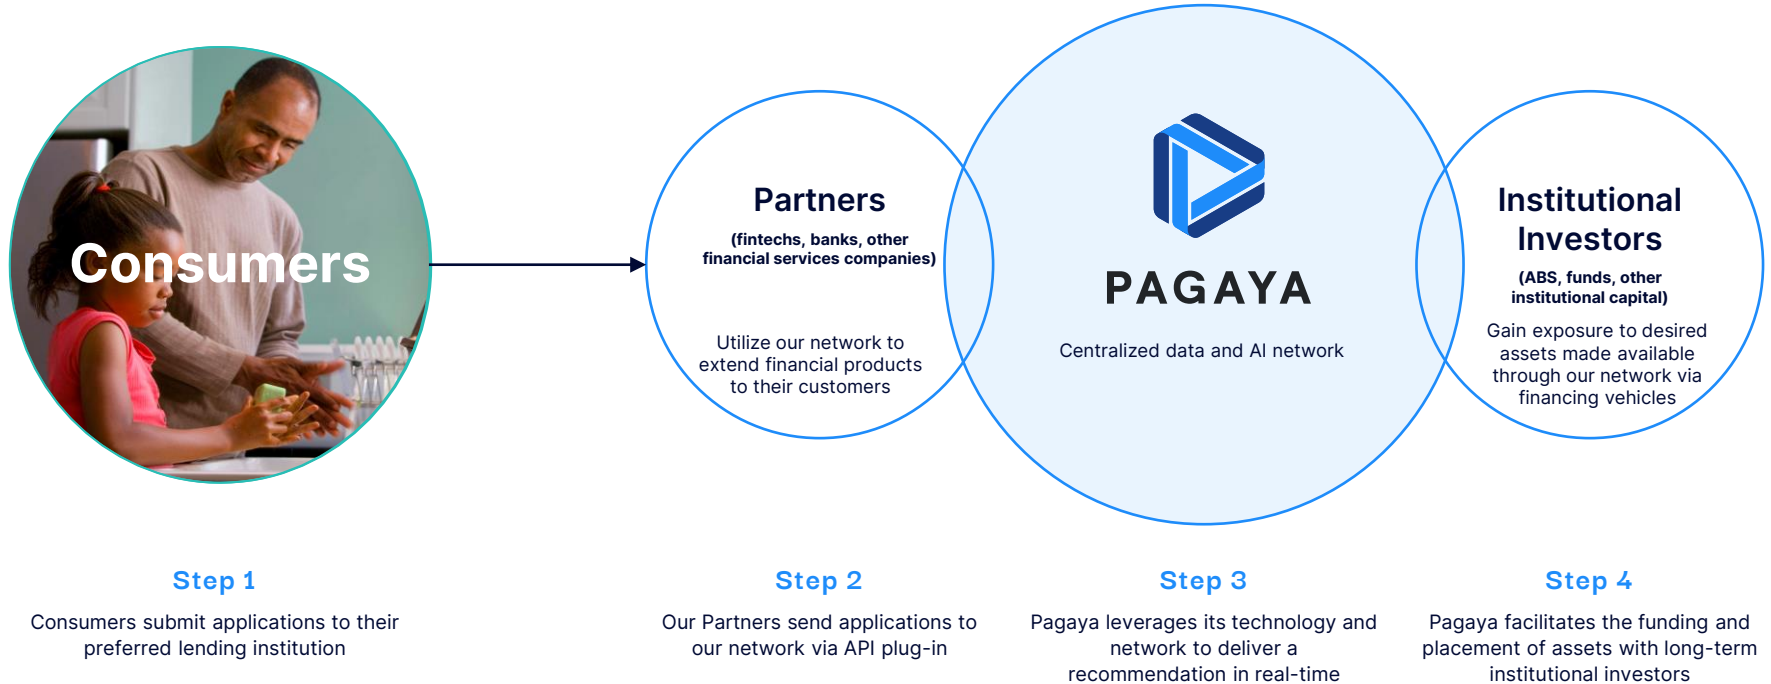 Consumers
Partners
(fintechs, banks, other
financial services companies)
Utilize our network to
extend financial products
to their customers
PAGAYA
Centralized data and AI network
Institutional
Investors
(ABS, funds, other
institutional capital)
Gain exposure to desired
assets made available
through our network via
financing vehicles
Step 1
Consumers submit applications to their
preferred lending institution
Step 2
Our Partners send applications to
our network via API plug-in
Step 3
Pagaya leverages its technology and
network to deliver a
recommendation in real-time
Step 4
Pagaya facilitates the funding and
placement of assets with long-term
institutional investors